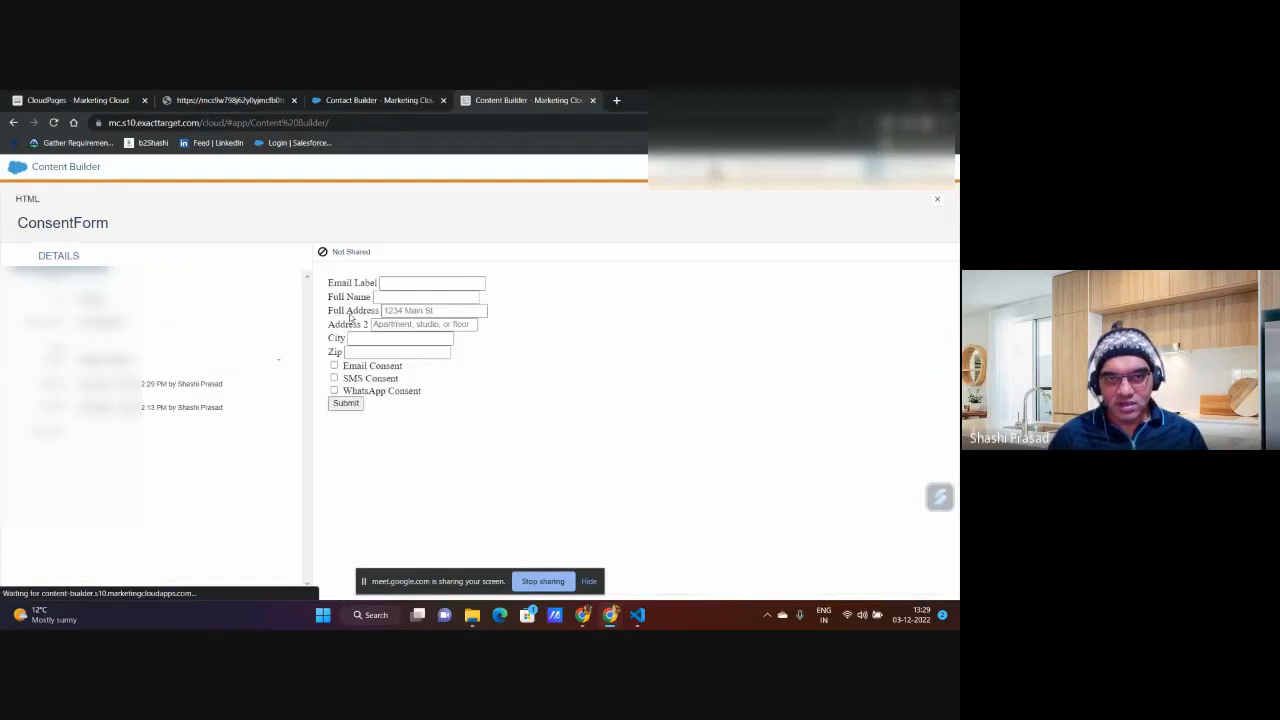 CloudPages - Marketing Cloud
https://mcs9w798j62y0yjmcfb0tt
Contact Builder - Marketing Clou
Content Builder - Marketing Clou
mc.s10.exacttarget.com/cloud/#app/Content%20Builder/
Gather Requiremen...
b2Shashi
Feed | LinkedIn
Login | Salesforce...
Content Builder
HTML
ConsentForm
DETAILS
Not Shared
Email Label
Full Name
Full Address 1234 Main St
Address 2 Apartment, studio, or floor
City
Zip
Email Consent
SMS Consent
WhatsApp Consent
Submit
2:29 PM by Shashi Prasad
2:13 PM by Shashi Prasad
Shashi Prasad
meet.google.com is sharing your screen. Stop sharing Hide
Waiting for content-builder.s10.marketingcloudapps.com...
12°C
Mostly sunny
Search
ENG
IN
13:29
03-12-2022
2